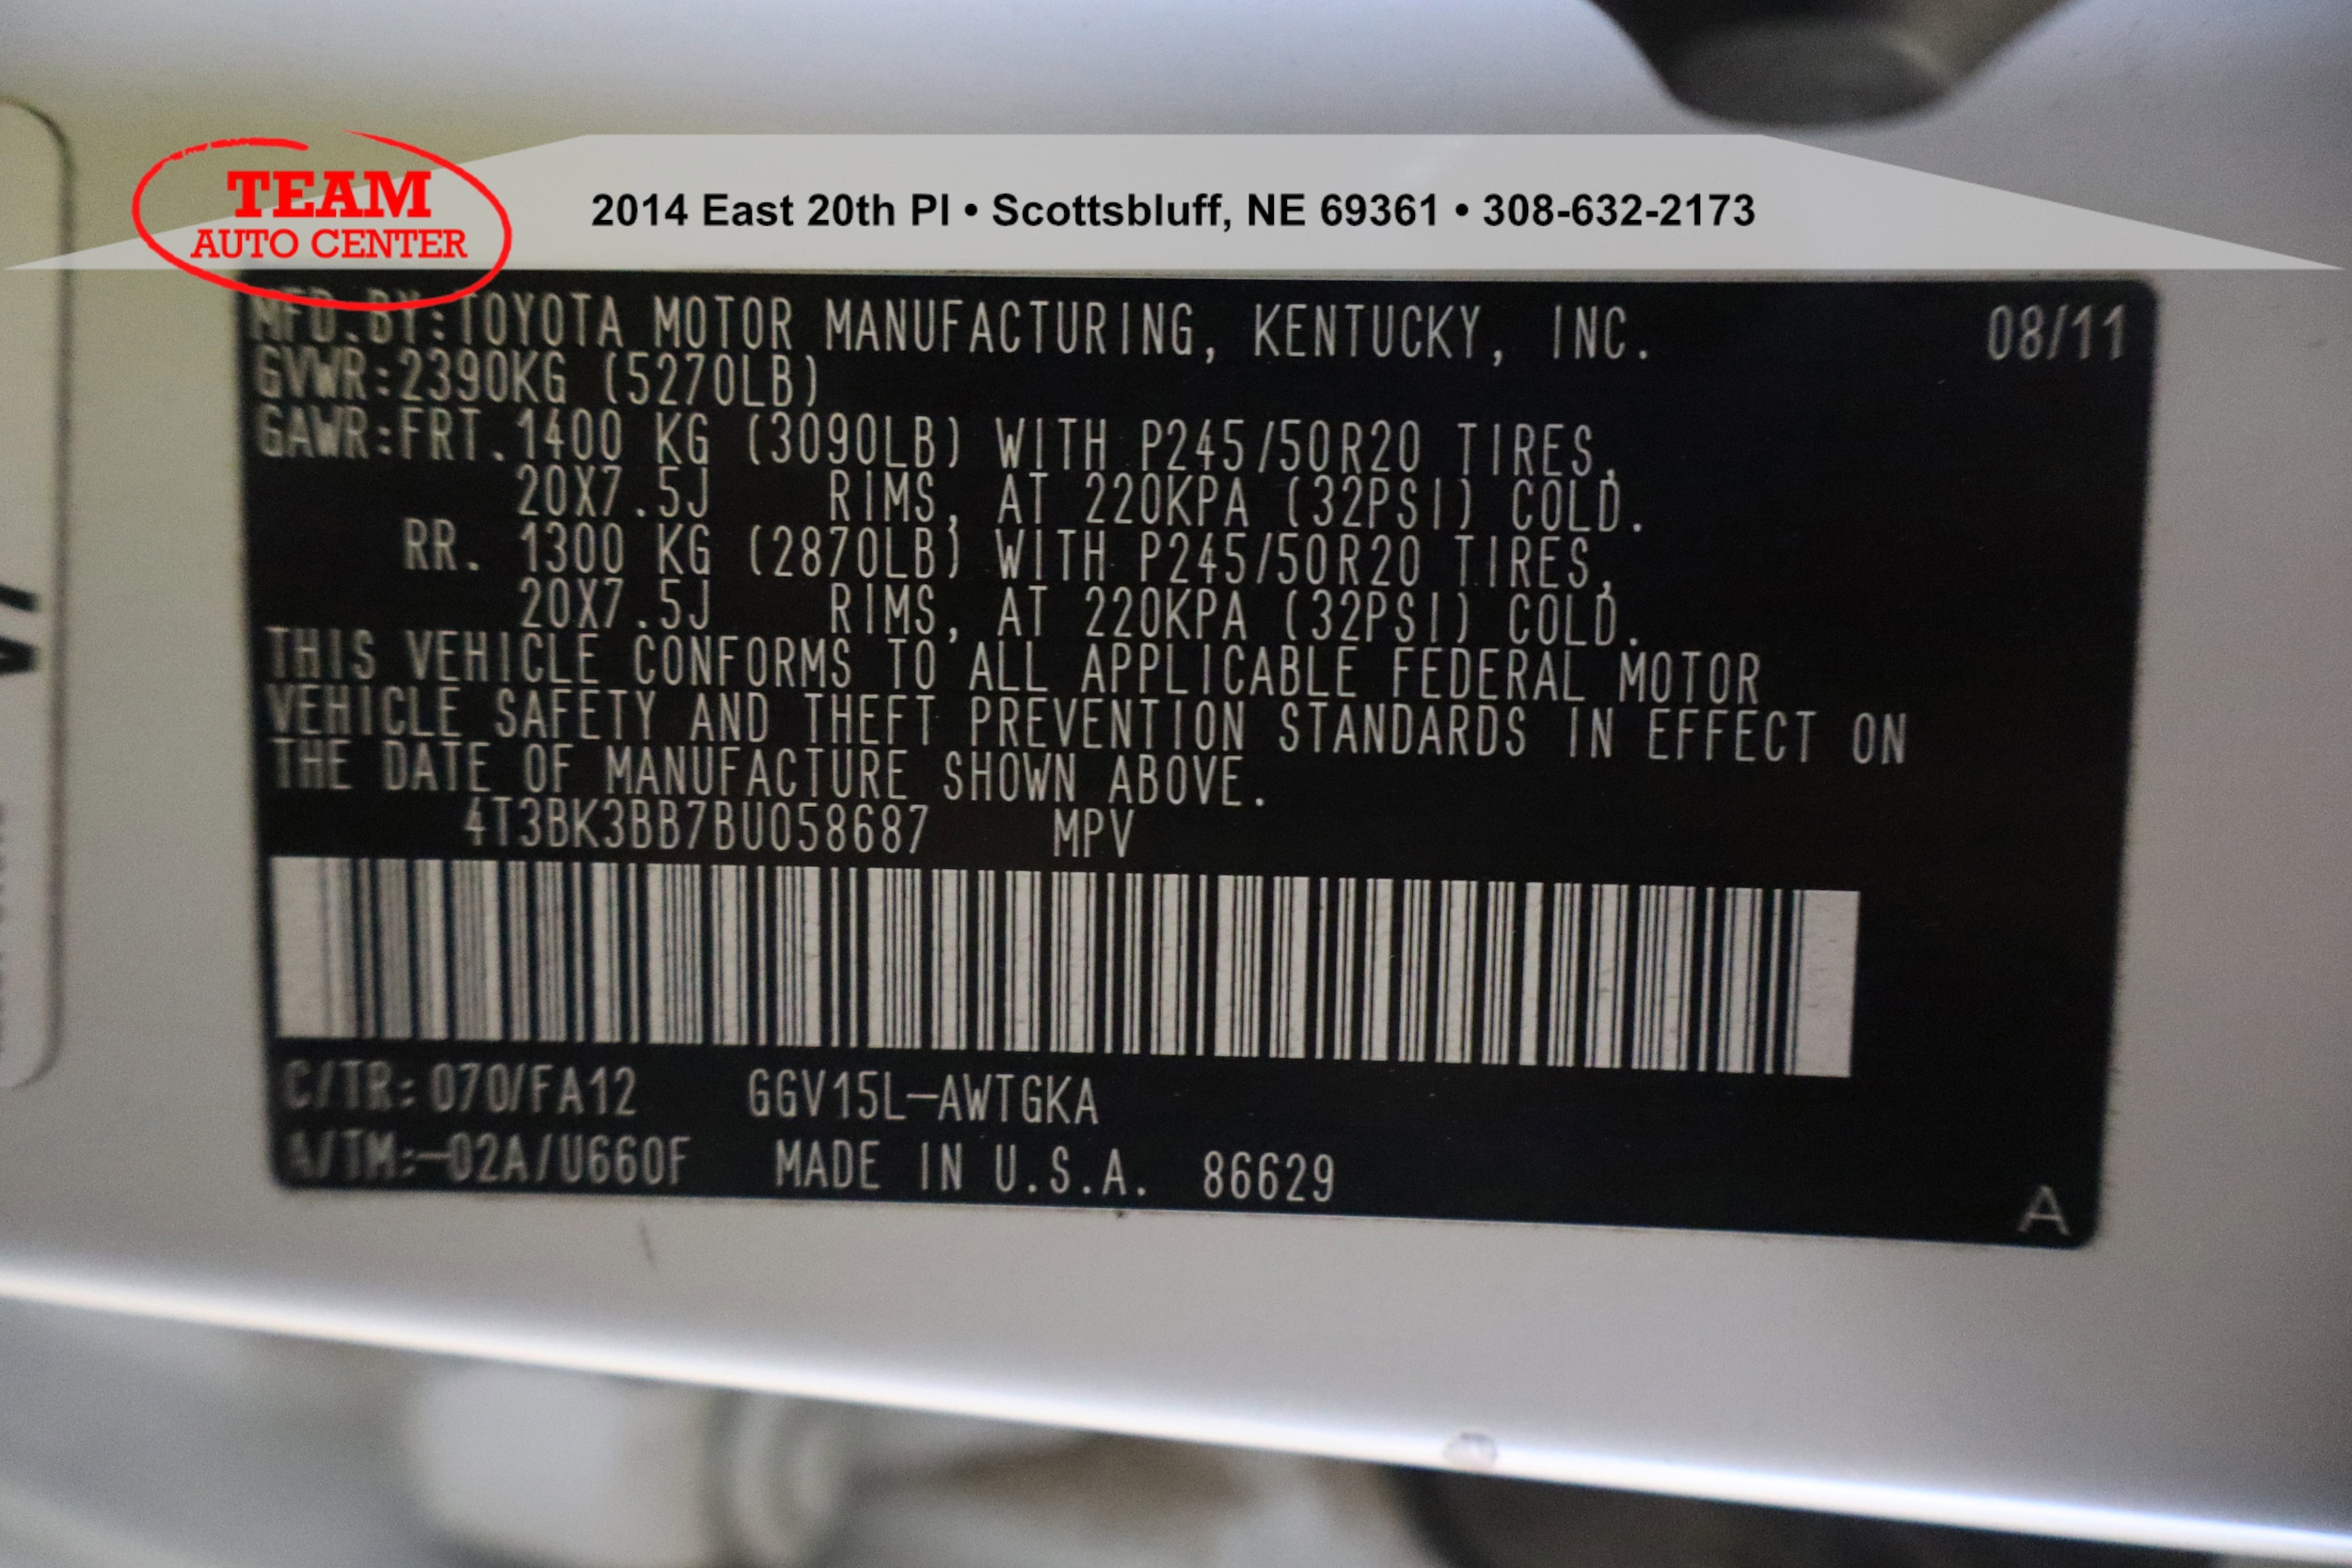 TEAM
AUTO CENTER
2014 East 20th Pl • Scottsbluff, NE 69361 • 308-632-2173
MFD.BY:TOYOTA MOTOR MANUFACTURING, KENTUCKY, INC. 08/11
GVWR:2390KG (5270LB)
GAWR:FRT.1400 KG (3090LB) WITH P245/50R20 TIRES,
20X7.5J RIMS, AT 220KPA (32PSI) COLD.
RR. 1300 KG (2870LB) WITH P245/50R20 TIRES,
20X7.5J RIMS, AT 220KPA (32PSI) COLD.
THIS VEHICLE CONFORMS TO ALL APPLICABLE FEDERAL MOTOR
VEHICLE SAFETY AND THEFT PREVENTION STANDARDS IN EFFECT ON
THE DATE OF MANUFACTURE SHOWN ABOVE.
4T3BK3BB7BU058687 MPV
C/TR:070/FA12 GGV15L-AWTGKA
A/TM:-02A/U660F MADE IN U.S.A. 86629
A